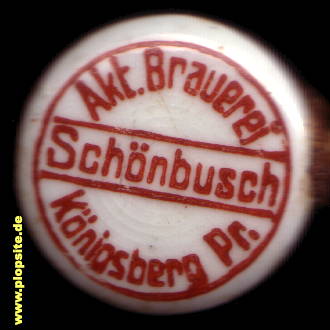 Akt. Brauerei
Schönbusch
Königsberg Pr.
www.plopsite.de